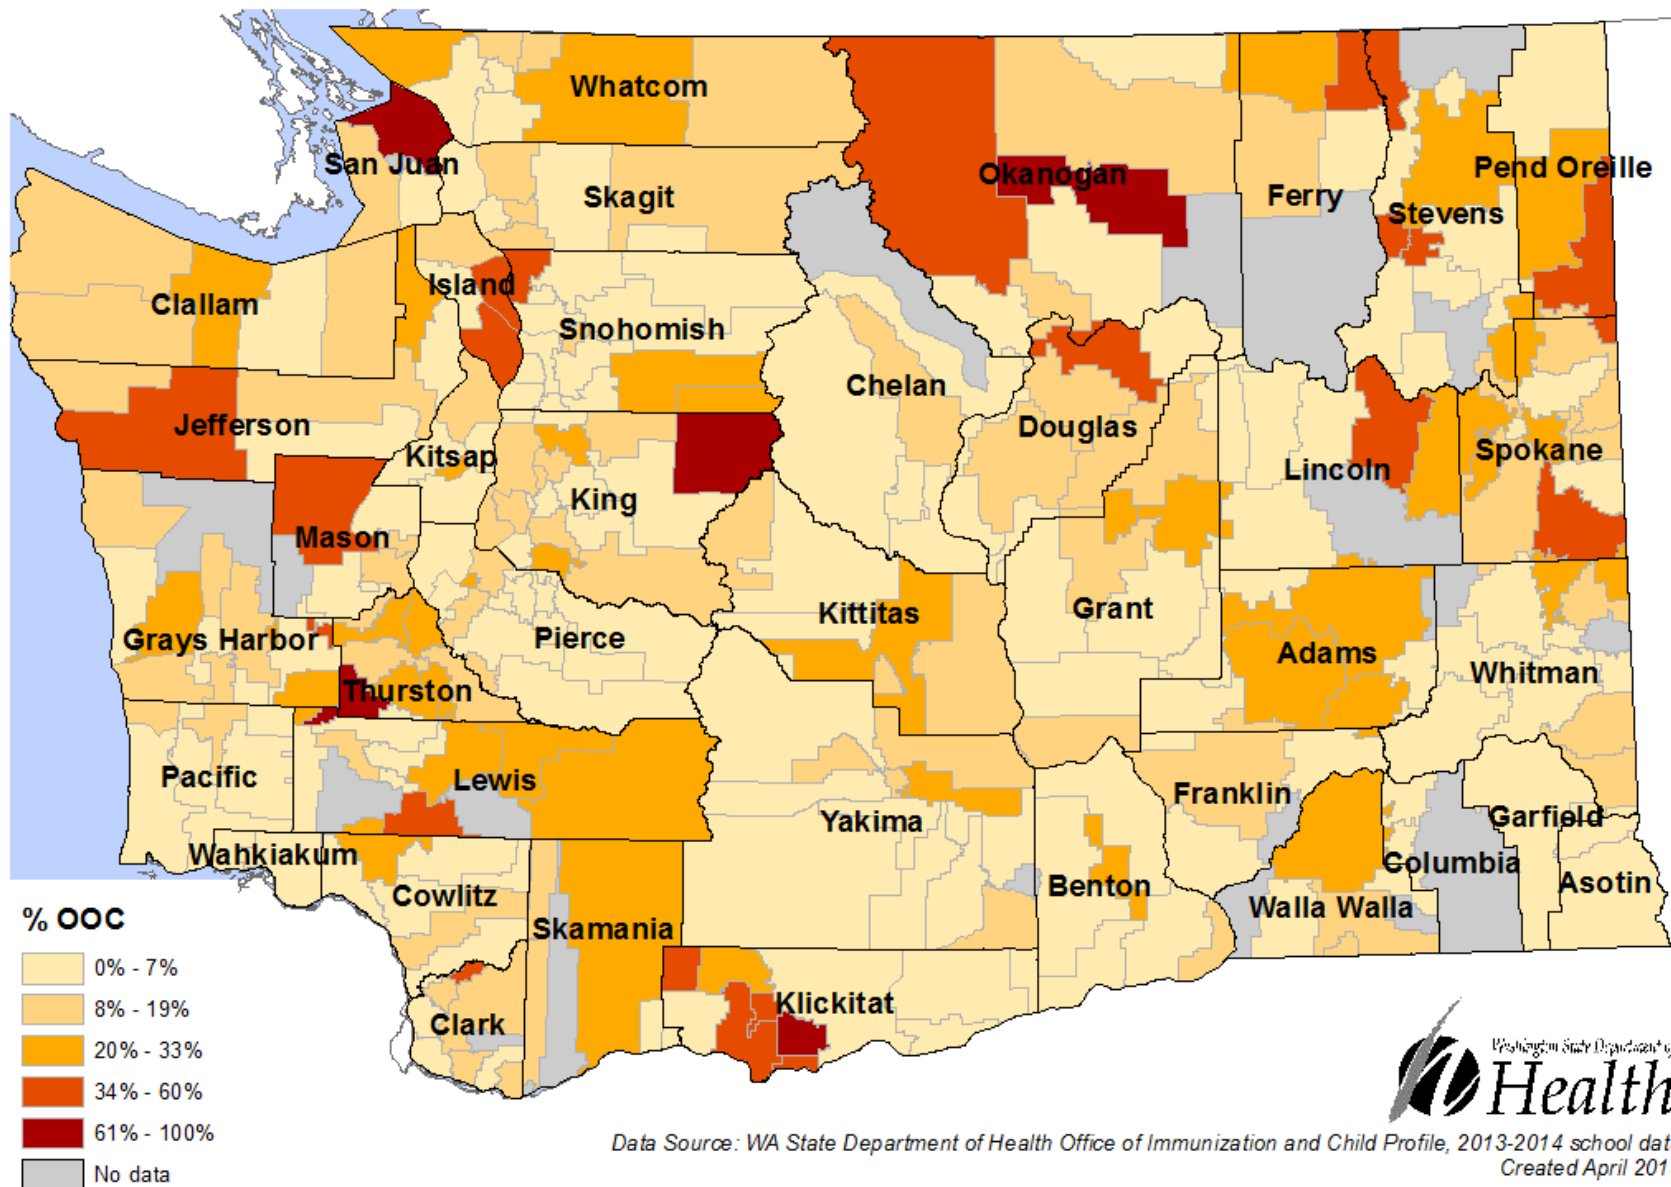 Whatcom
San Juan
Skagit
Okanogan
Ferry
Stevens
Pend Oreille
Clallam
Island
Snohomish
Chelan
Jefferson
Kitsap
King
Douglas
Lincoln
Spokane
Mason
Grays Harbor
Kittitas
Grant
Pierce
Adams
Whitman
Thurston
Pacific
Lewis
Yakima
Franklin
Garfield
Wahkiakum
Columbia
Cowlitz
Benton
Walla Walla
Asotin
Skamania
Klickitat
Clark
% OOC
0% - 7%
8% - 19%
20% - 33%
34% - 60%
61% - 100%
No data
Washington State Department of
Health
Data Source: WA State Department of Health Office of Immunization and Child Profile, 2013-2014 school dat
Created April 201